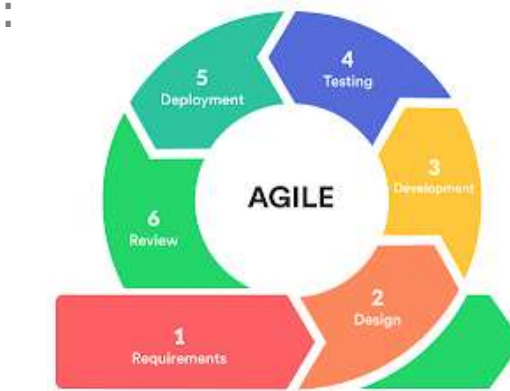 :
4
Testing
5
Deployment
3
Development
AGILE
6
Review
2
Design
1
Requirements